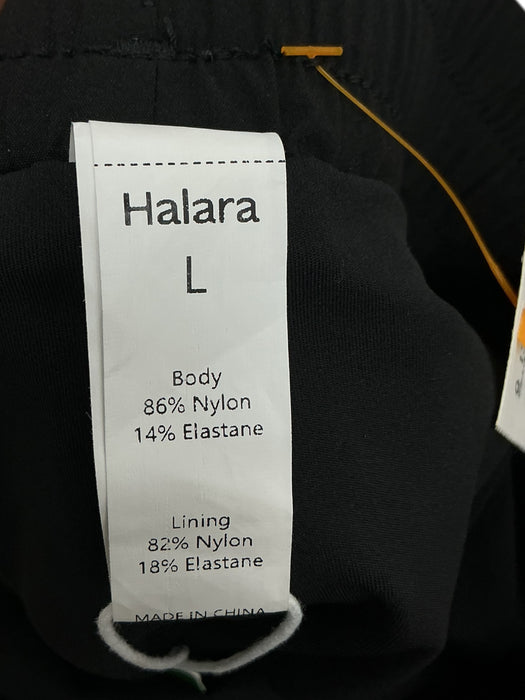 Halara
L
Body
86% Nylon
14% Elastane
Lining
82% Nylon
18% Elastane
MADE IN CHINA